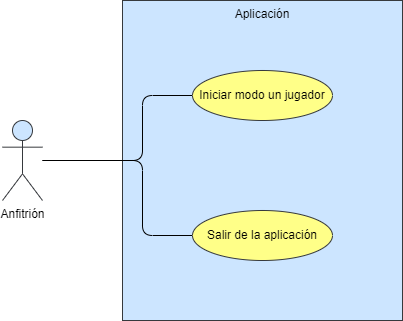 Aplicación
Iniciar modo un jugador
Anfitrión
Salir de la aplicación